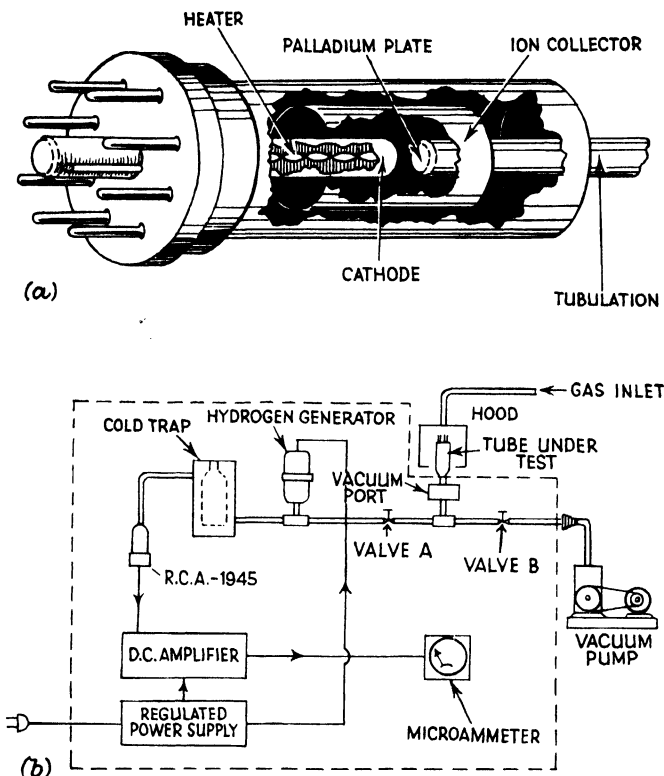 HEATER
PALLADIUM PLATE
ION COLLECTOR
CATHODE
TUBULATION
(a)
GAS INLET
HOOD
HYDROGEN GENERATOR
COLD TRAP
TUBE UNDER
TEST
VACUUM
PORT
VALVE A
VALVE B
R.C.A.-1945
VACUUM
PUMP
D.C. AMPLIFIER
REGULATED
POWER SUPPLY
MICROAMMETER
(b)